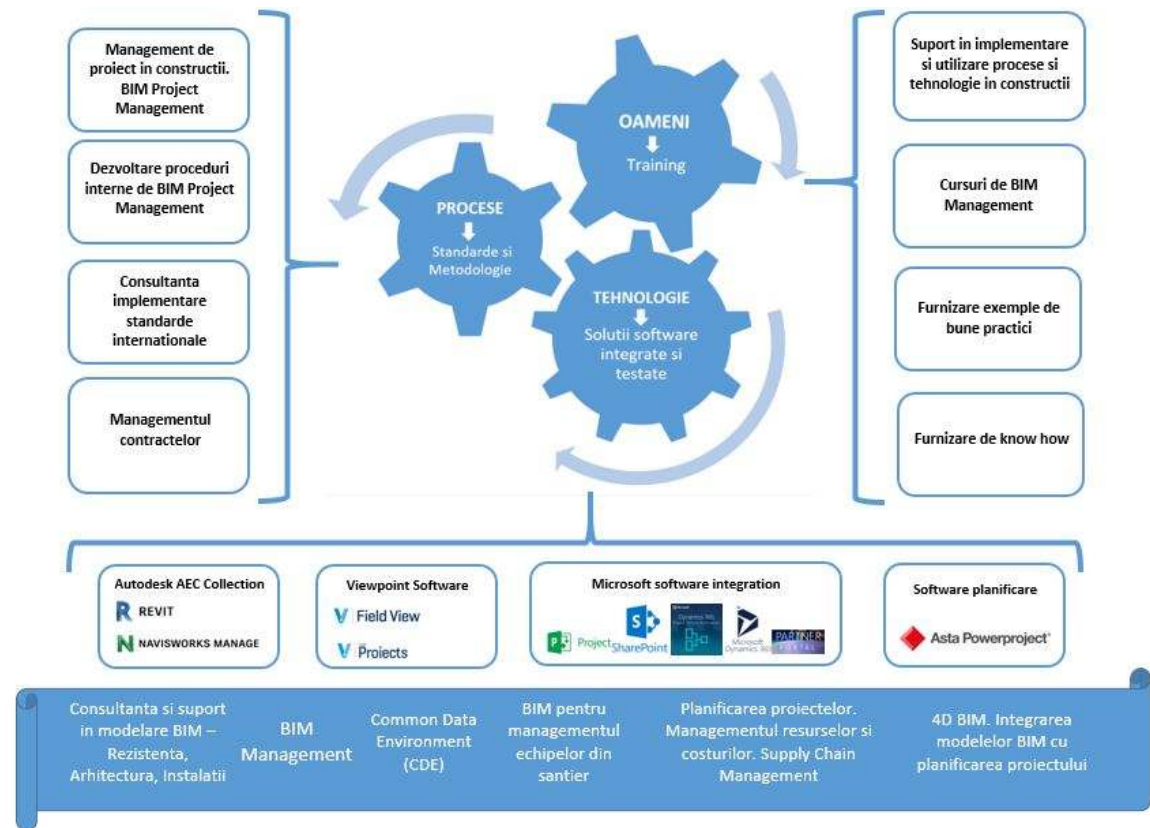 Management de
proiect in constructii.
BIM Project
Management
Dezvoltare proceduri
interne de BIM Project
Management
Consultanta
implementare
standarde
internationale
Managementul
contractelor
OAMENI
Training
PROCESE
Standarde si
Metodologie
TEHNOLOGIE
Solutii software
integrate si
testate
Suport in implementare
si utilizare procese si
tehnologie in constructii
Cursuri de BIM
Management
Furnizare exemple de
bune practici
Furnizare de know how
Autodesk AEC Collection
R REVIT
N NAVISWORKS MANAGE
Viewpoint Software
V Field View
V Projects
Microsoft software integration
Project
SharePoint
Dynamics 365
Microsoft
Dynamics 365
PARTNER
PORTAL
Software planificare
Asta Powerproject
Consultanta si suport
in modelare BIM –
Rezistenta,
Arhitectura, Instalatii
BIM
Management
Common Data
Environment
(CDE)
BIM pentru
managementul
echipelor din
santier
Planificarea proiectelor.
Managementul resurselor si
costurilor. Supply Chain
Management
4D BIM. Integrarea
modelelor BIM cu
planificarea proiectului